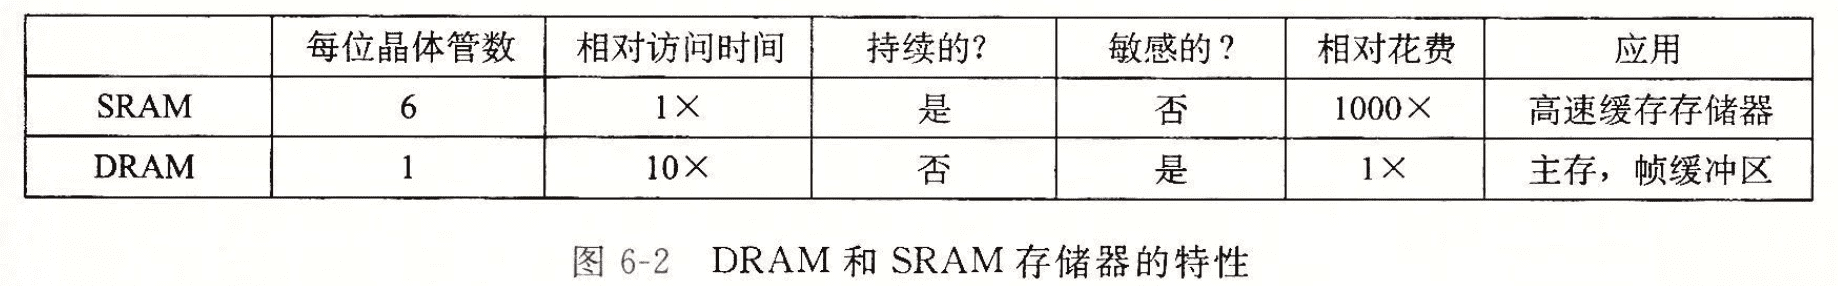 每位晶体管数 相对访问时间 持续的? 敏感的? 相对花费 应用
SRAM 6 1× 是 否 1000× 高速缓存存储器
DRAM 1 10× 否 是 1× 主存，帧缓冲区
图 6-2 DRAM 和 SRAM 存储器的特性